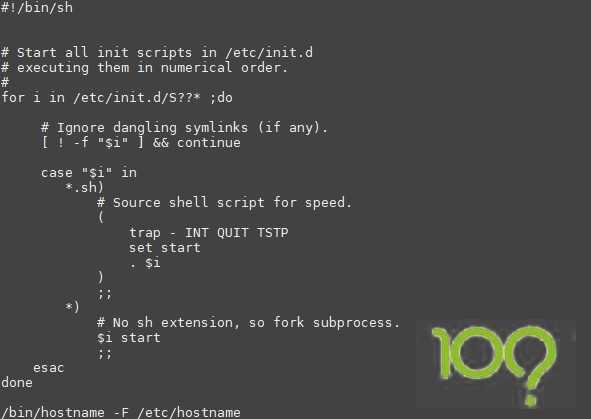 #!/bin/sh
# Start all init scripts in /etc/init.d
# executing them in numerical order.
#
for i in /etc/init.d/S??* ;do
# Ignore dangling symlinks (if any).
[ ! -f "$i" ] && continue
case "$i" in
*.sh)
# Source shell script for speed.
(
trap - INT QUIT TSTP
set start
. $i
)
;;
*)
# No sh extension, so fork subprocess.
$i start
;;
esac
done
/bin/hostname -F /etc/hostname
100?